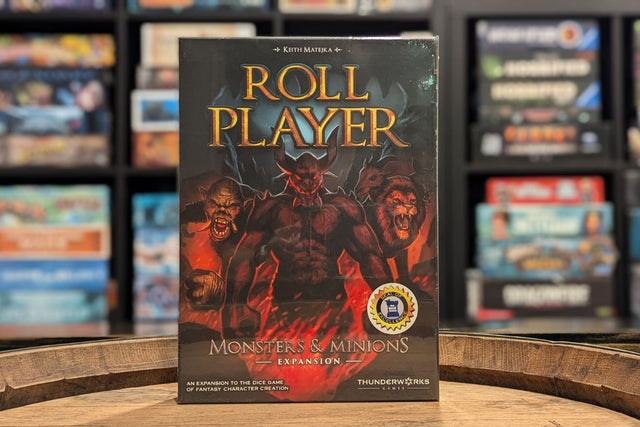 KEITH MATEJKA
ROLL
PLAYER
MONSTERS & MINIONS
EXPANSION
AN EXPANSION TO THE DICE GAME
OF FANTASY CHARACTER CREATION
THUNDERWORKS
GAMES